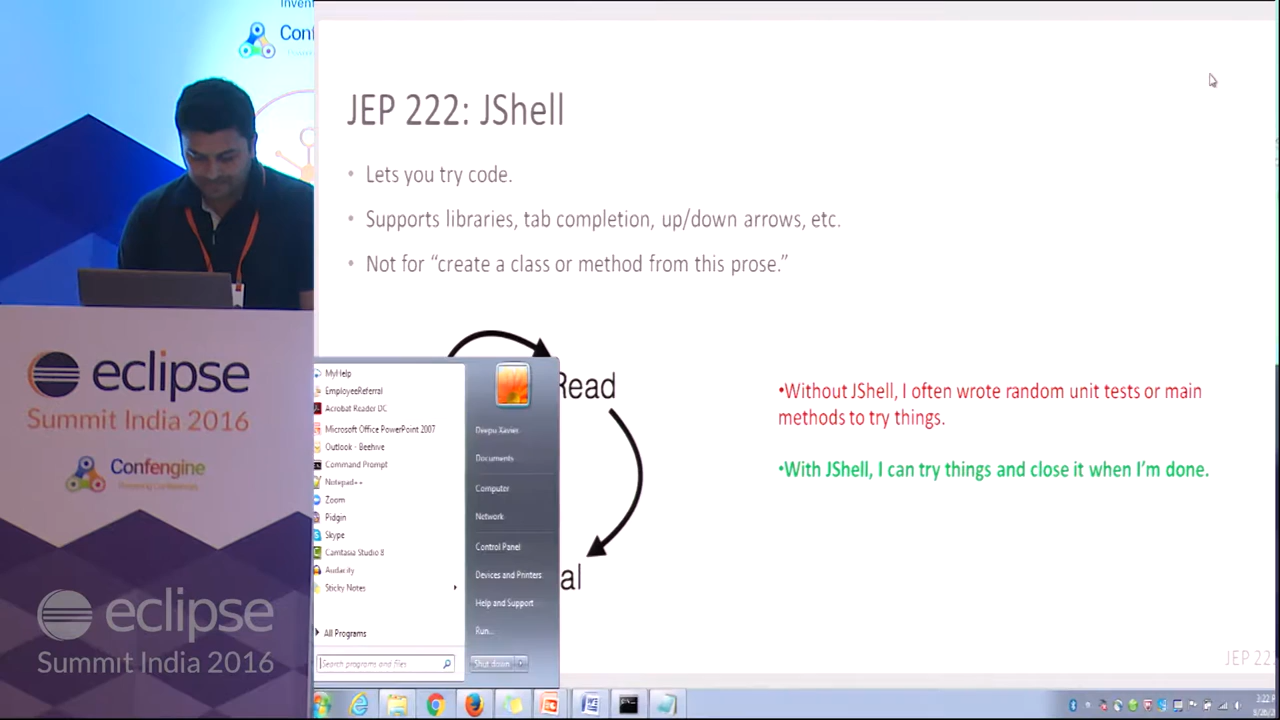 Inven
Conf
eclipse
Summit India 2016
Confengine
eclipse
Summit India 2016
JEP 222: JShell
• Lets you try code.
• Supports libraries, tab completion, up/down arrows, etc.
• Not for “create a class or method from this prose.”
Read
al
•Without JShell, I often wrote random unit tests or main
methods to try things.
•With JShell, I can try things and close it when I’m done.
MyHelp
EmployeeReferral
Acrobat Reader DC
Microsoft Office PowerPoint 2007
Outlook - Beehive
Command Prompt
Notepad++
Zoom
Pidgin
Skype
Camtasia Studio 8
Audacity
Sticky Notes
All Programs
Search programs and files
Deepu Xavier
Documents
Computer
Network
Control Panel
Devices and Printers
Help and Support
Run...
Shut down
JEP 22
3:22 P